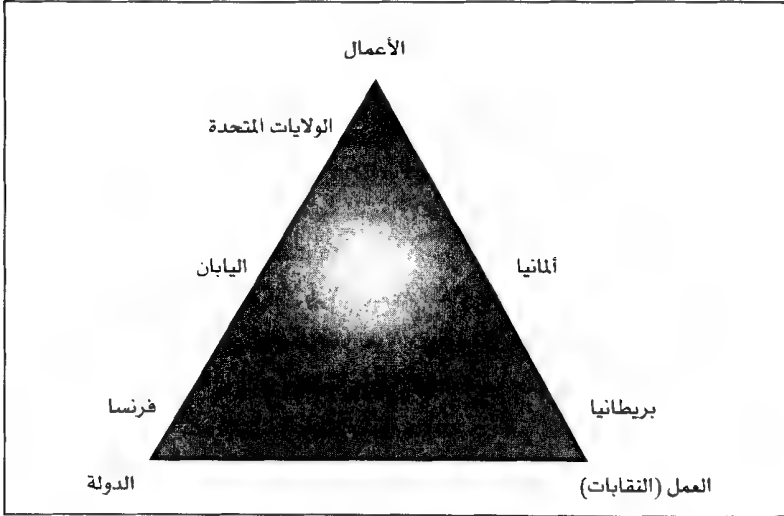 الأعمال
الولايات المتحدة
ألمانيا
اليابان
بريطانيا
فرنسا
العمل (النقابات)
الدولة